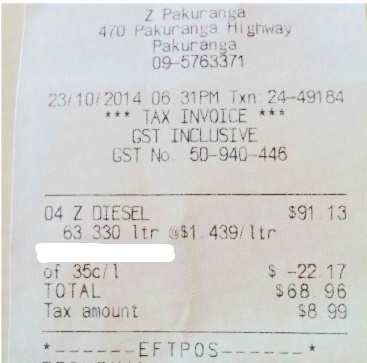 Z Pakuranga
470 Pakuranga Highway
Pakuranga
09-5763371
23/10/2014 06:31PM Txn 24-49184
*** TAX INVOICE ***
GST INCLUSIVE
GST No. 50-940-446
04 Z DIESEL $91.13
63.330 ltr @$1.439/ltr
of 35c/l $ -22.17
TOTAL $68.96
Tax amount $8.99
*------EFTPOS------*